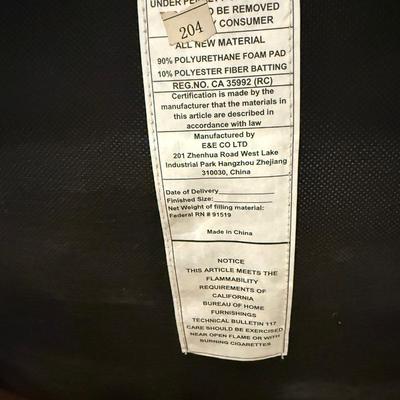 UNDER PE
204
O BE REMOVED
Y CONSUMER
ALL NEW MATERIAL
90% POLYURETHANE FOAM PAD
10% POLYESTER FIBER BATTING
REG.NO. CA 35992 (RC)
Certification is made by the
manufacturer that the materials in
this article are described in
accordance with law
Manufactured by
E&E CO LTD
201 Zhenhua Road West Lake
Industrial Park Hangzhou Zhejiang
310030, China
Date of Delivery
Finished Size:
Net Weight of filling material:
Federal RN # 91519
Made in China
NOTICE
THIS ARTICLE MEETS THE
FLAMMABILITY
REQUIREMENTS OF
CALIFORNIA
BUREAU OF HOME
FURNISHINGS
TECHNICAL BULLETIN 117
CARE SHOULD BE EXERCISED
NEAR OPEN FLAME OR WITH
BURNING CIGARETTES